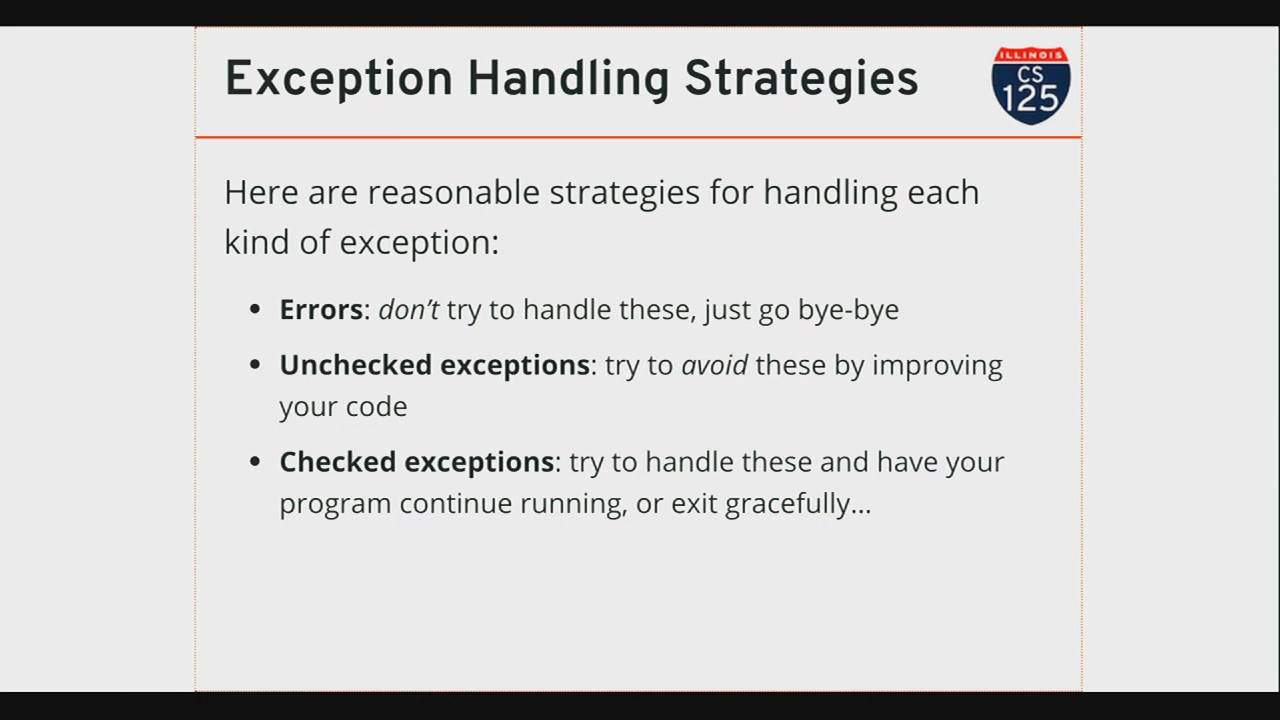 Exception Handling Strategies
ILLINOIS
CS
125
Here are reasonable strategies for handling each
kind of exception:
• Errors: don't try to handle these, just go bye-bye
• Unchecked exceptions: try to avoid these by improving
your code
• Checked exceptions: try to handle these and have your
program continue running, or exit gracefully…